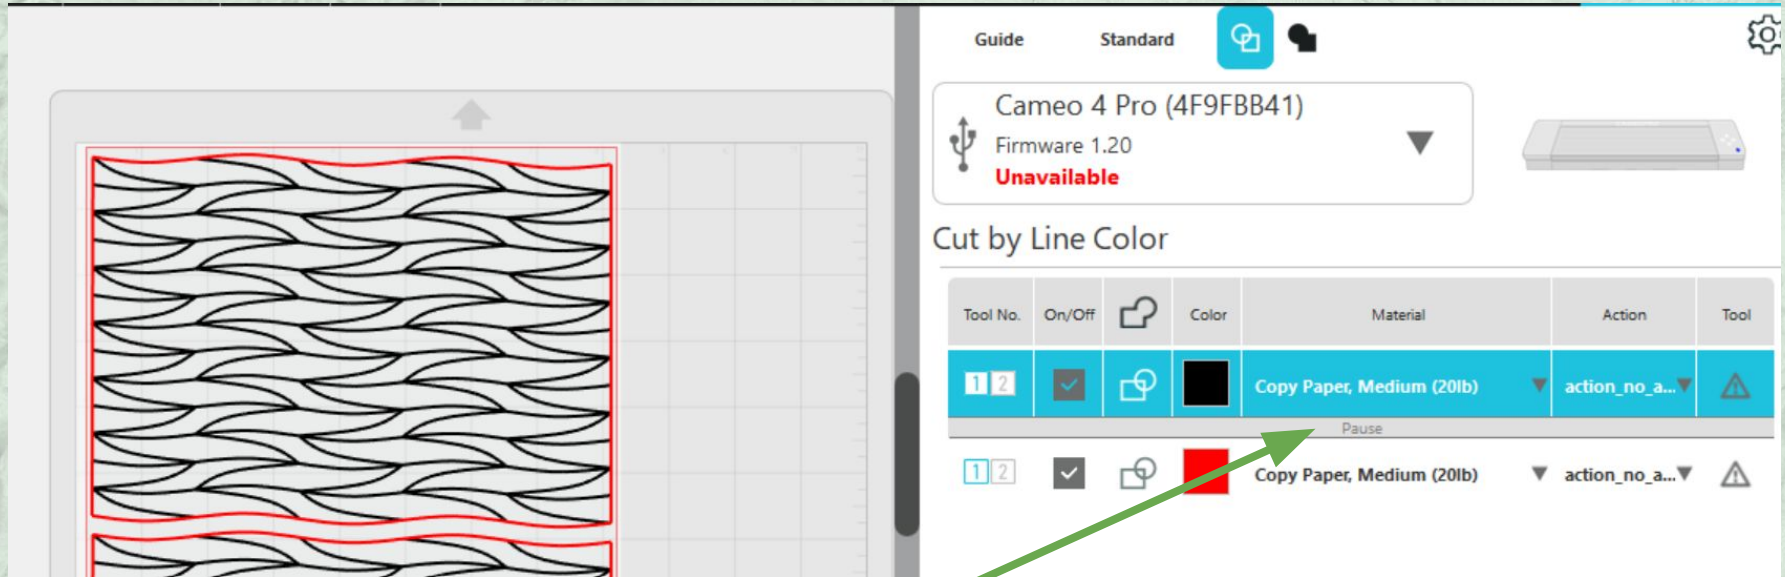 Guide Standard
Cameo 4 Pro (4F9FBB41)
Firmware 1.20
Unavailable
Cut by Line Color
Tool No. On/Off Color Material Action Tool
1 2 Copy Paper, Medium (20lb) action_no_a...
Pause
1 2 Copy Paper, Medium (20lb) action_no_a...